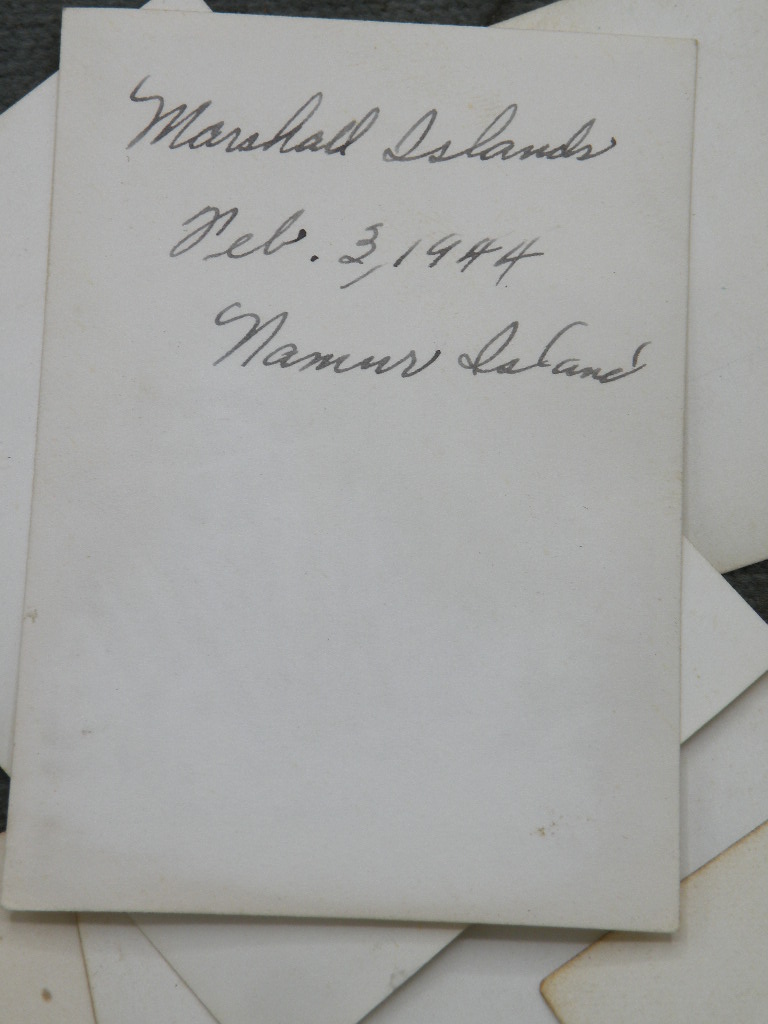 Marshall Islands
Feb. 3, 1944
Namur Island